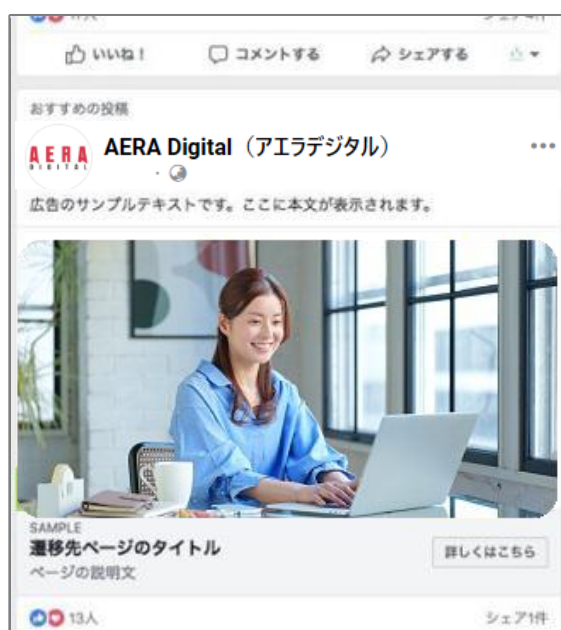 いいね！ コメントする シェアする
おすすめの投稿
AERA DIGITAL
AERA Digital（アエラデジタル）
広告のサンプルテキストです。ここに本文が表示されます。
SAMPLE
遷移先ページのタイトル
詳しくはこちら
ページの説明文
13人 シェア1件